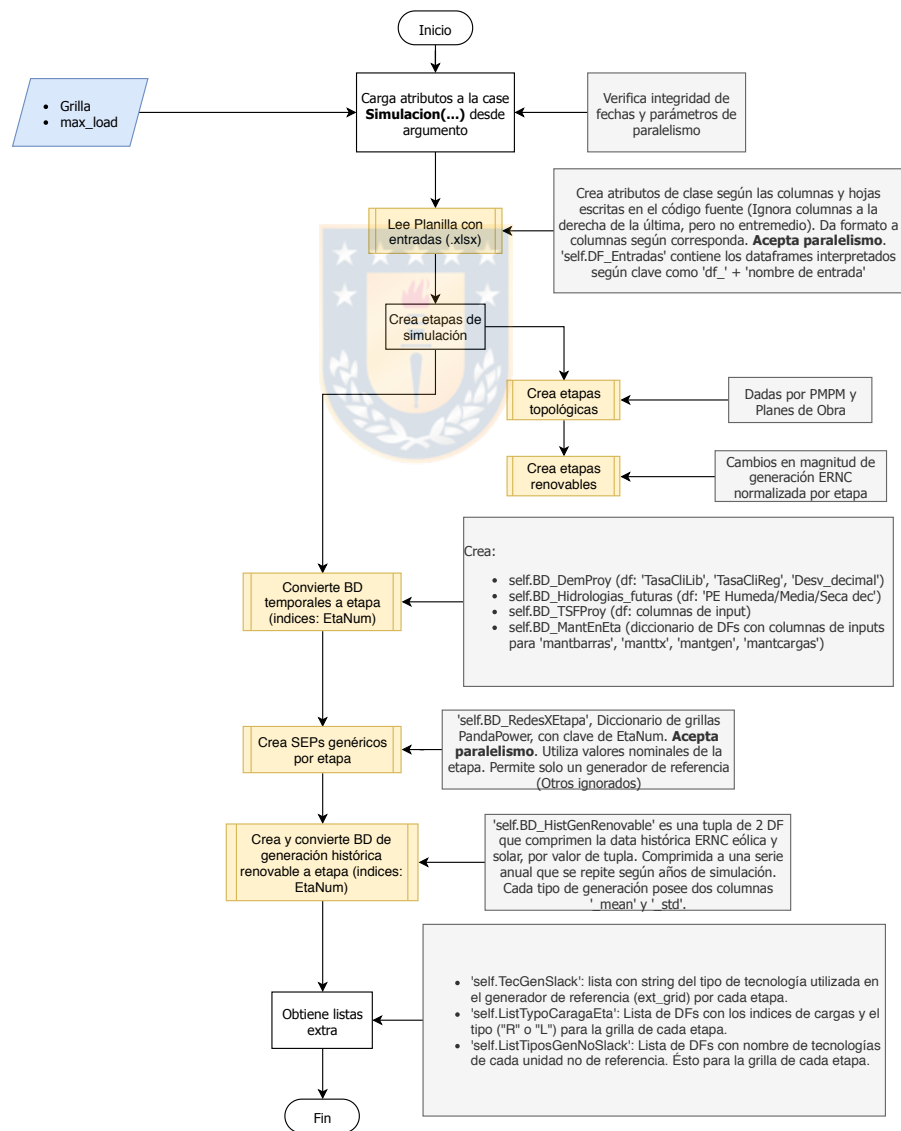 Inicio
• Grilla
• max_load
Carga atributos a la case
Simulacion(...) desde
argumento
Verifica integridad de
fechas y parámetros de
paralelismo
Lee Planilla con
entradas (.xlsx)
Crea atributos de clase según las columnas y hojas
escritas en el código fuente (Ignora columnas a la
derecha de la última, pero no entremedio). Da formato a
columnas según corresponda. Acepta paralelismo.
'self.DF_Entradas' contiene los dataframes interpretados
según clave como 'df_' + 'nombre de entrada'
Crea etapas de
simulación
Crea etapas
topológicas
Dadas por PMPM y
Planes de Obra
Crea etapas
renovables
Cambios en magnitud de
generación ERNC
normalizada por etapa
Convierte BD
temporales a etapa
(indices: EtaNum)
Crea:
• self.BD_DemProy (df: 'TasaCliLib', 'TasaCliReg', 'Desv_decimal')
• self.BD_Hidrologias_futuras (df: 'PE Humeda/Media/Seca dec')
• self.BD_TSFProy (df: columnas de input)
• self.BD_MantEnEta (diccionario de DFs con columnas de inputs
para 'mantbarras', 'manttx', 'mantgen', 'mantcargas')
Crea SEPs genéricos
por etapa
'self.BD_RedesXEtapa', Diccionario de grillas
PandaPower, con clave de EtaNum. Acepta
paralelismo. Utiliza valores nominales de la
etapa. Permite solo un generador de referencia
(Otros ignorados)
Crea y convierte BD de
generación histórica
renovable a etapa (indices:
EtaNum)
'self.BD_HistGenRenovable' es una tupla de 2 DF
que comprimen la data histórica ERNC eólica y
solar, por valor de tupla. Comprimida a una serie
anual que se repite según años de simulación.
Cada tipo de generación posee dos columnas
'_mean' y '_std'.
Obtiene listas
extra
• 'self.TecGenSlack': lista con string del tipo de tecnología utilizada en
el generador de referencia (ext_grid) por cada etapa.
• 'self.ListTypoCaragaEta': Lista de DFs con los indices de cargas y el
tipo ("R" o "L") para la grilla de cada etapa.
• 'self.ListTiposGenNoSlack': Lista de DFs con nombre de tecnologías
de cada unidad no de referencia. Ésto para la grilla de cada etapa.
Fin